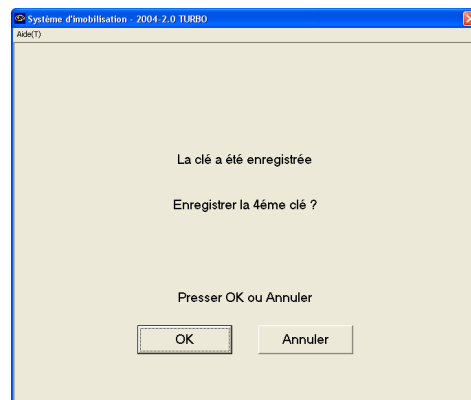 Système d'imobilisation - 2004-2.0 TURBO
Aide(T)
La clé a été enregistrée
Enregistrer la 4éme clé ?
Presser OK ou Annuler
OK
Annuler